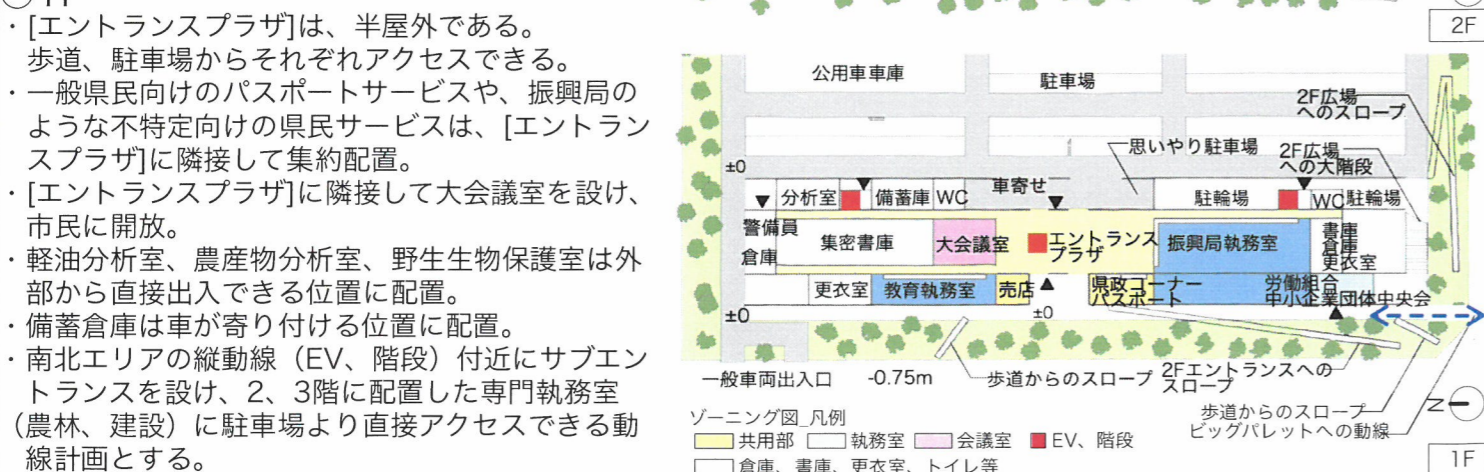 ・[エントランスプラザ]は、半屋外である。
歩道、駐車場からそれぞれアクセスできる。
・一般県民向けのパスポートサービスや、振興局の
ような不特定向けの県民サービスは、[エントラン
スプラザ]に隣接して集約配置。
・[エントランスプラザ]に隣接して大会議室を設け、
市民に開放。
・軽油分析室、農産物分析室、野生生物保護室は外
部から直接出入できる位置に配置。
・備蓄倉庫は車が寄り付ける位置に配置。
・南北エリアの縦動線（EV、階段）付近にサブエン
トランスを設け、2、3階に配置した専門執務室
（農林、建設）に駐車場より直接アクセスできる動
線計画とする。
2F
公用車車庫
駐車場
2F広場
へのスロープ
思いやり駐車場
2F広場
への大階段
±0
分析室
備蓄庫
WC
車寄せ
駐輪場
WC
駐輪場
警備員
倉庫
集密書庫
大会議室
エントランス
プラザ
振興局執務室
書庫
倉庫
更衣室
更衣室
教育執務室
売店
県政コーナー
パスポート
労働組合
中小企業団体中央会
±0
±0
一般車両出入口
-0.75m
歩道からのスロープ
2Fエントランスへの
スロープ
歩道からのスロープ
ビッグパレットへの動線
N
ゾーニング図_凡例
共用部
執務室
会議室
EV、階段
倉庫、書庫、更衣室、トイレ等
1F